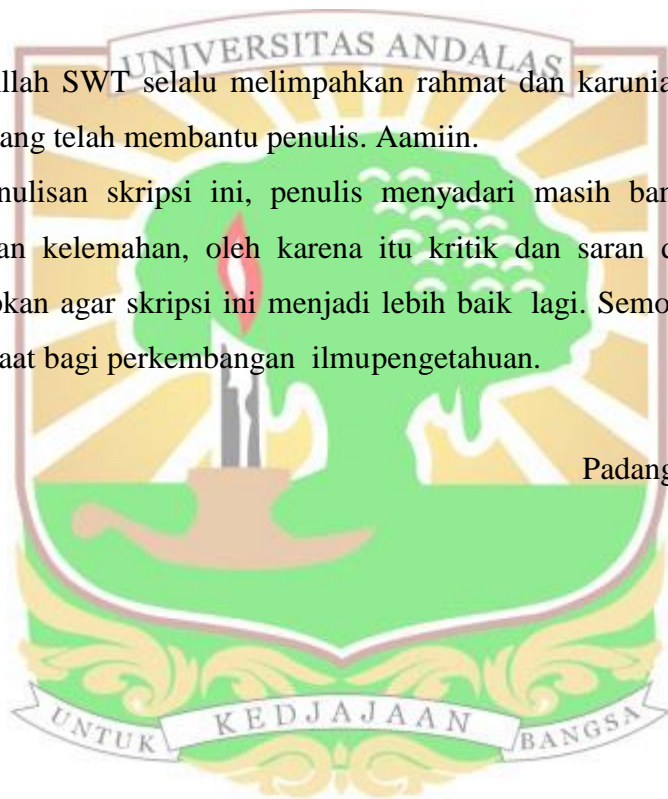 UNIVERSITAS ANDALAS
llah SWT selalu melimpahkan rahmat dan karunia
ang telah membantu penulis. Aamiin.
nulisan skripsi ini, penulis menyadari masih ban
an kelemahan, oleh karena itu kritik dan saran d
okan agar skripsi ini menjadi lebih baik lagi. Semo
aat bagi perkembangan ilmupengetahuan.
Padang
UNTUK KEDJAJAAN BANGSA